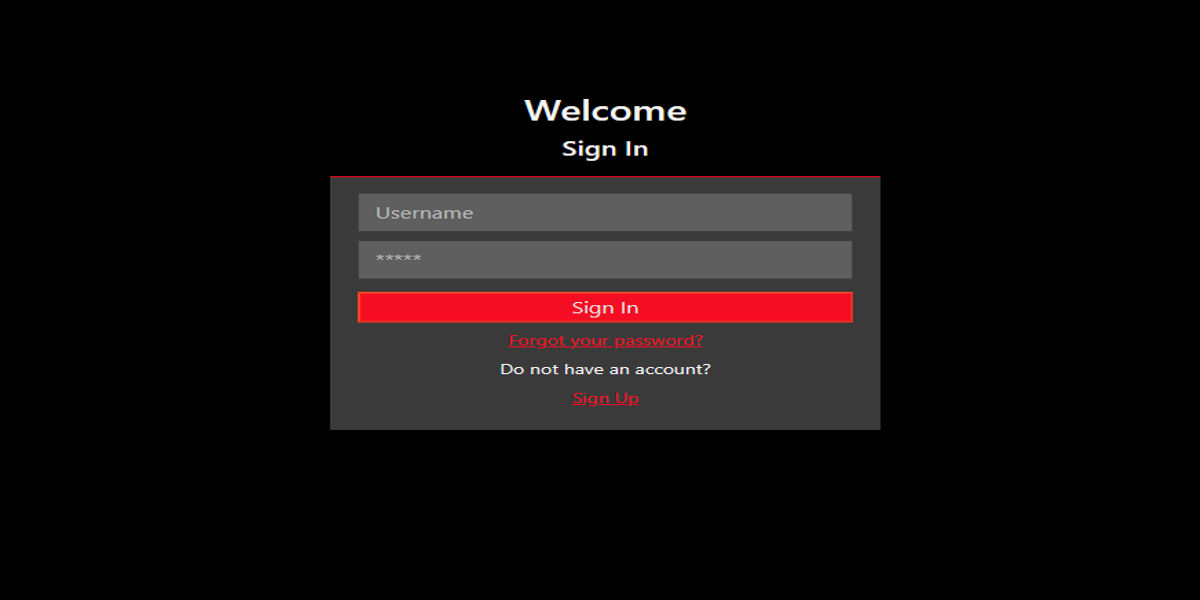 Welcome
Sign In
Username
*****
Sign In
Forgot your password?
Do not have an account?
Sign Up